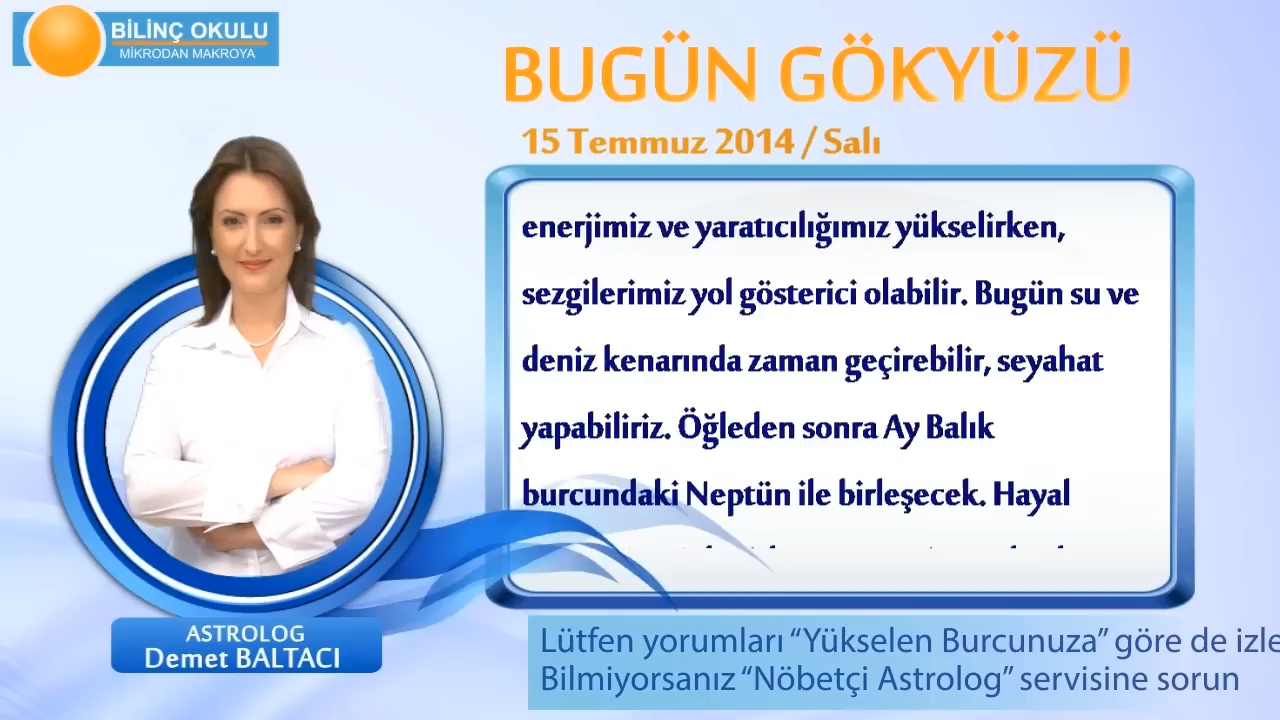 BİLİNÇ OKULU
MİKRODAN MAKROYA
BUGÜN GÖKYÜZÜ
15 Temmuz 2014 / Salı
enerjimiz ve yaratıcılığımız yükselirken,
sezgilerimiz yol gösterici olabilir. Bugün su ve
deniz kenarında zaman geçirebilir, seyahat
yapabiliriz. Öğleden sonra Ay Balık
burcundaki Neptün ile birleşecek. Hayal
ASTROLOG
Demet BALTACI
Lütfen yorumları “Yükselen Burcunuza” göre de izle
Bilmiyorsanız “Nöbetçi Astrolog” servisine sorun